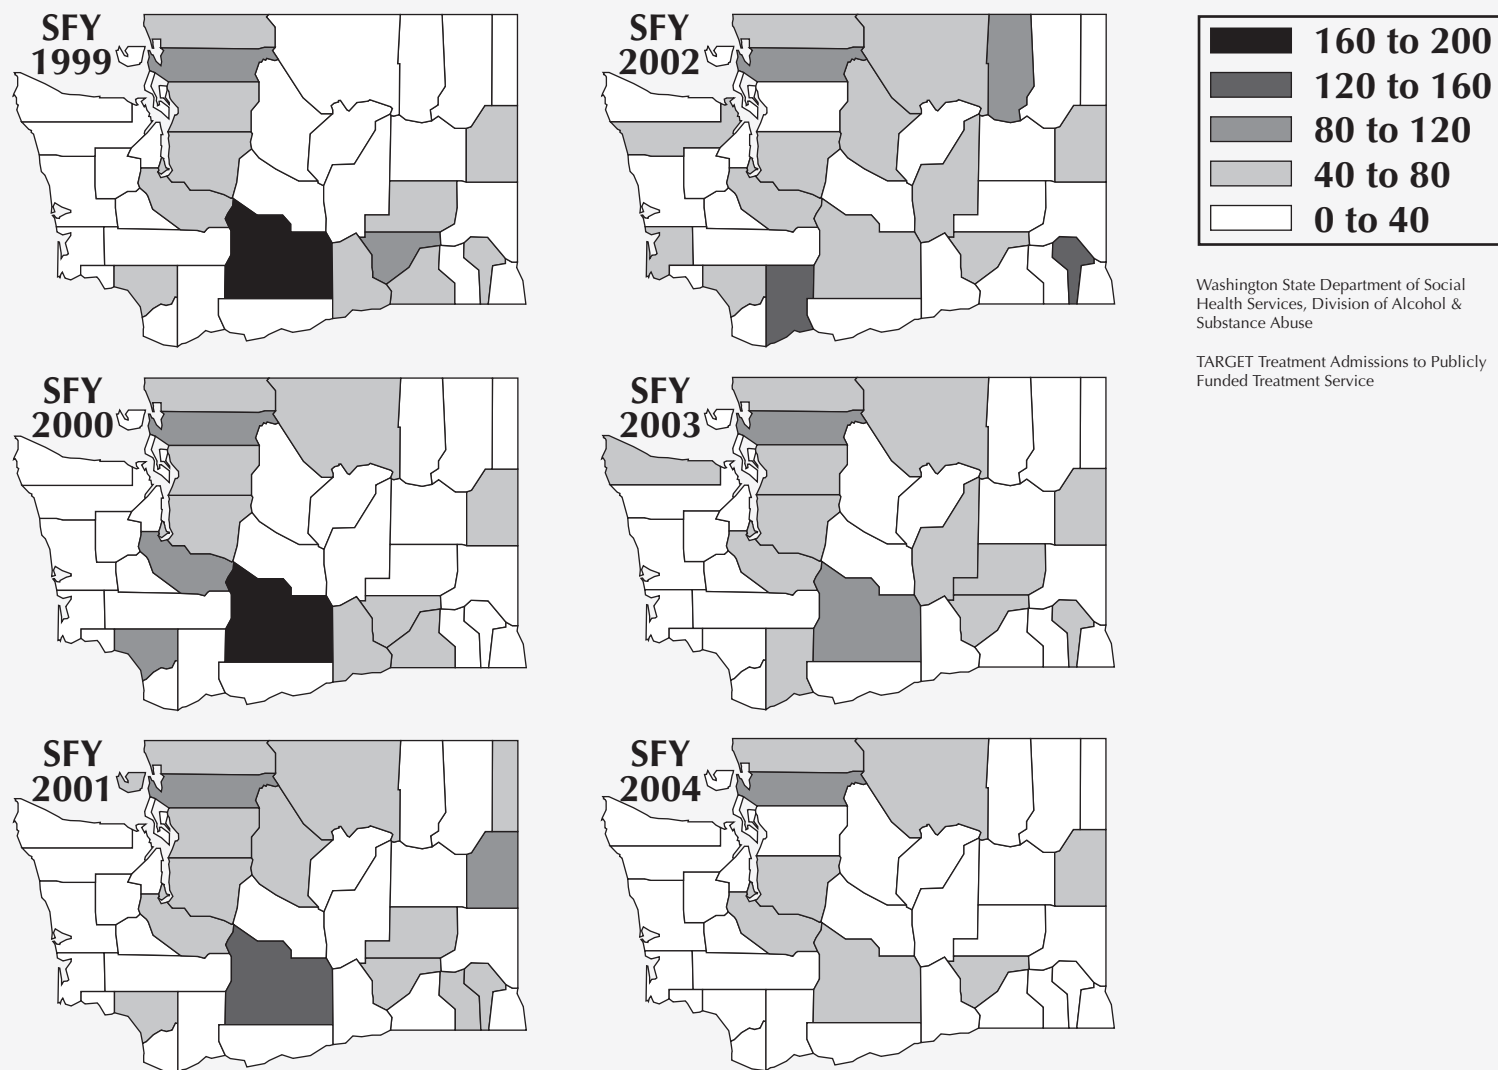 SFY
1999
SFY
2002
SFY
2000
SFY
2003
SFY
2001
SFY
2004
160 to 200
120 to 160
80 to 120
40 to 80
0 to 40
Washington State Department of Social
Health Services, Division of Alcohol &
Substance Abuse
TARGET Treatment Admissions to Publicly
Funded Treatment Service